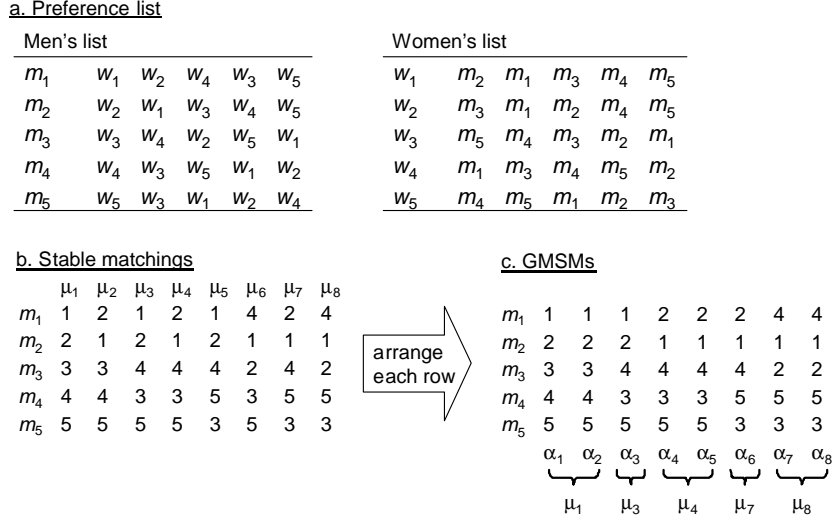 a. Preference list
Men's list
m₁ w₁ w₂ w₄ w₃ w₅
m₂ w₂ w₁ w₃ w₄ w₅
m₃ w₃ w₄ w₂ w₅ w₁
m₄ w₄ w₃ w₅ w₁ w₂
m₅ w₅ w₃ w₁ w₂ w₄
Women's list
w₁ m₂ m₁ m₃ m₄ m₅
w₂ m₃ m₁ m₂ m₄ m₅
w₃ m₅ m₄ m₃ m₂ m₁
w₄ m₁ m₃ m₄ m₅ m₂
w₅ m₄ m₅ m₁ m₂ m₃
b. Stable matchings
μ₁ μ₂ μ₃ μ₄ μ₅ μ₆ μ₇ μ₈
m₁ 1 2 1 2 1 4 2 4
m₂ 2 1 2 1 2 1 1 1
m₃ 3 3 4 4 4 2 4 2
m₄ 4 4 3 3 5 3 5 5
m₅ 5 5 5 5 3 5 3 3
arrange
each row
c. GMSMs
m₁ 1 1 1 2 2 2 4 4
m₂ 2 2 2 1 1 1 1 1
m₃ 3 3 4 4 4 4 2 2
m₄ 4 4 3 3 3 5 5 5
m₅ 5 5 5 5 5 3 3 3
α₁ α₂ α₃ α₄ α₅ α₆ α₇ α₈
μ₁ μ₃ μ₄ μ₇ μ₈